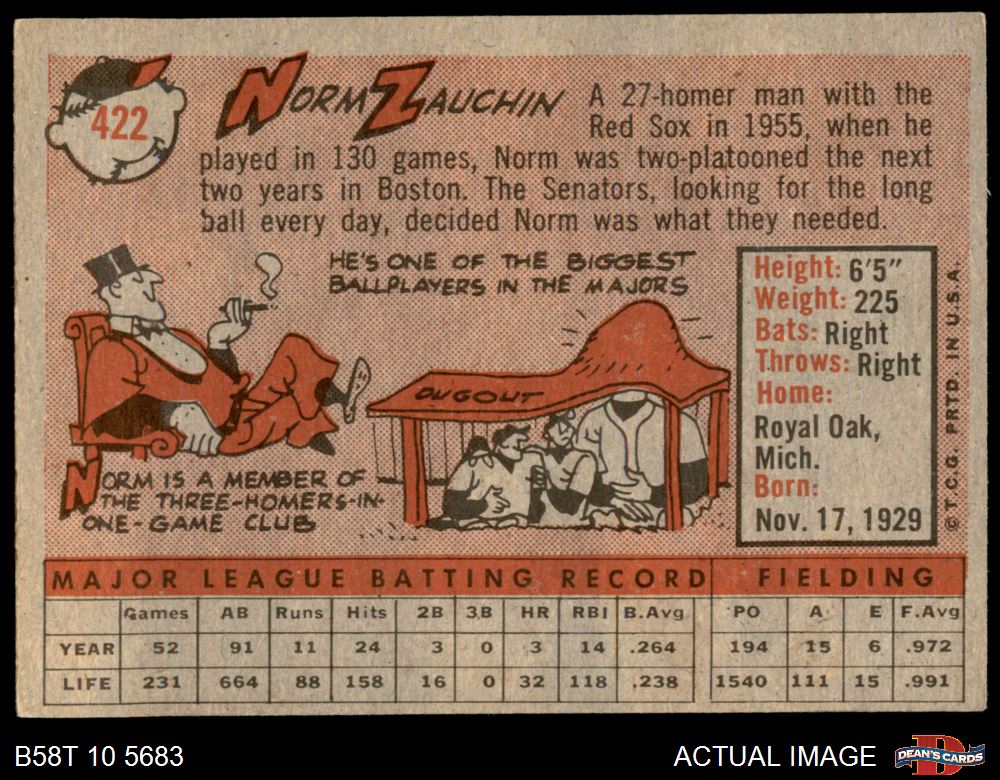 422
NORM ZAUCHIN
A 27-homer man with the
Red Sox in 1955, when he
played in 130 games, Norm was two-platooned the next
two years in Boston. The Senators, looking for the long
ball every day, decided Norm was what they needed.
HE'S ONE OF THE BIGGEST
BALLPLAYERS IN THE MAJORS
DUGOUT
NORM IS A MEMBER OF
THE THREE-HOMERS-IN-
ONE-GAME CLUB
Height: 6'5"
Weight: 225
Bats: Right
Throws: Right
Home:
Royal Oak,
Mich.
Born:
Nov. 17, 1929
© T.C.G. PRTD. IN U.S.A.
MAJOR LEAGUE BATTING RECORD FIELDING
Games AB Runs Hits 2B 3B HR RBI B.Avg PO A E F.Avg
YEAR 52 91 11 24 3 0 3 14 .264 194 15 6 .972
LIFE 231 664 88 158 16 0 32 118 .238 1540 111 15 .991
B58T 10 5683 ACTUAL IMAGE D DEAN'S CARDS